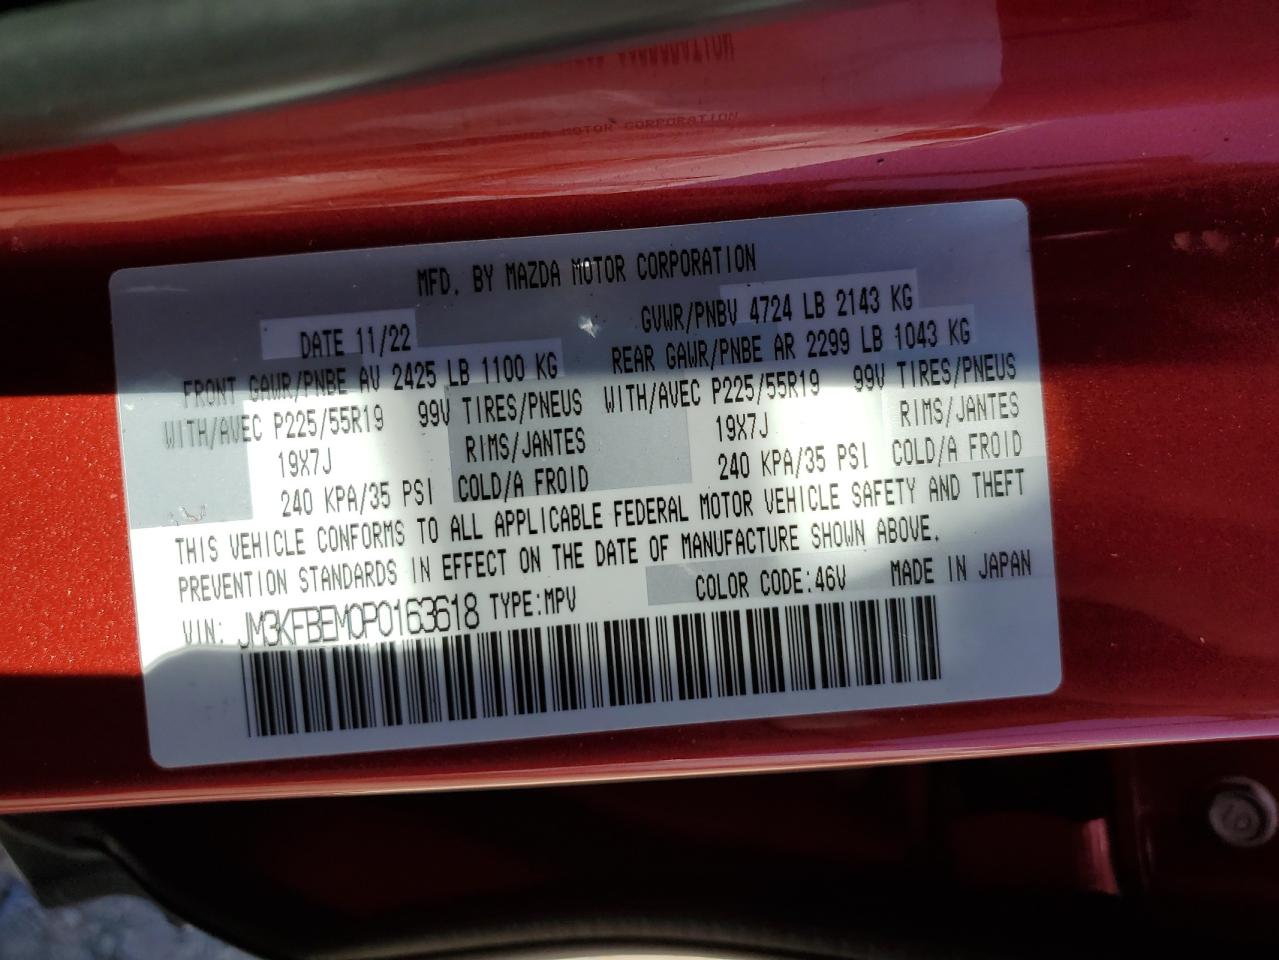 MFD. BY MAZDA MOTOR CORPORATION
DATE 11/22 GVWR/PNBV 4724 LB 2143 KG
FRONT GAWR/PNBE AV 2425 LB 1100 KG REAR GAWR/PNBE AR 2299 LB 1043 KG
WITH/AVEC P225/55R19 99V TIRES/PNEUS WITH/AVEC P225/55R19 99V TIRES/PNEUS
19X7J RIMS/JANTES 19X7J RIMS/JANTES
240 KPA/35 PSI COLD/A FROID 240 KPA/35 PSI COLD/A FROID
THIS VEHICLE CONFORMS TO ALL APPLICABLE FEDERAL MOTOR VEHICLE SAFETY AND THEFT
PREVENTION STANDARDS IN EFFECT ON THE DATE OF MANUFACTURE SHOWN ABOVE.
VIN: JM3KFBEM0P0163618 TYPE:MPV COLOR CODE:46V MADE IN JAPAN